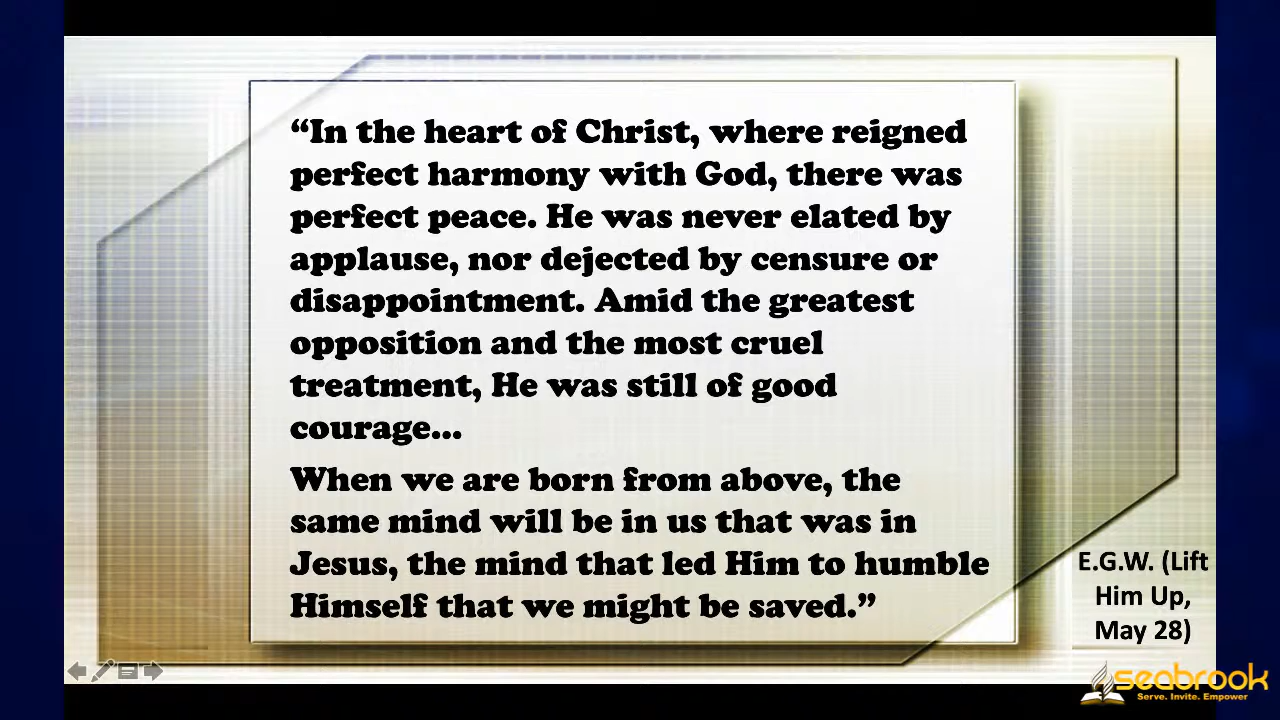 “In the heart of Christ, where reigned
perfect harmony with God, there was
perfect peace. He was never elated by
applause, nor dejected by censure or
disappointment. Amid the greatest
opposition and the most cruel
treatment, He was still of good
courage...
When we are born from above, the
same mind will be in us that was in
Jesus, the mind that led Him to humble
Himself that we might be saved.”
E.G.W. (Lift
Him Up,
May 28)
seabrook
Serve. Invite. Empower